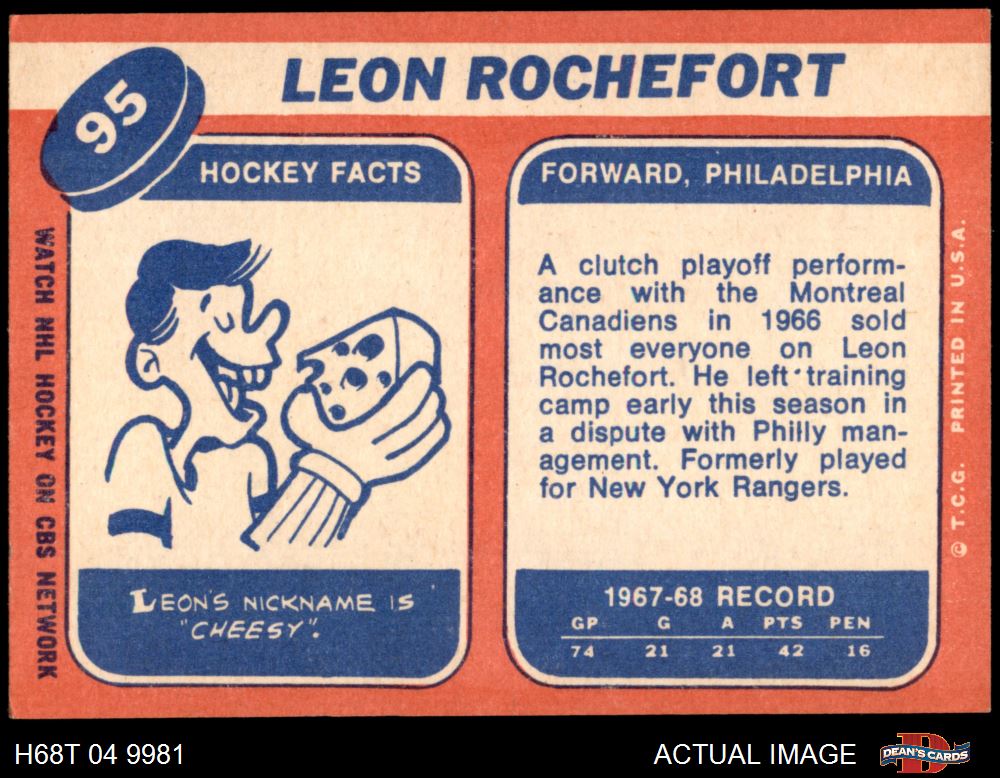 95
LEON ROCHEFORT
HOCKEY FACTS
LEON'S NICKNAME IS
"CHEESY".
FORWARD, PHILADELPHIA
A clutch playoff perform-
ance with the Montreal
Canadiens in 1966 sold
most everyone on Leon
Rochefort. He left training
camp early this season in
a dispute with Philly man-
agement. Formerly played
for New York Rangers.
1967-68 RECORD
GP G A PTS PEN
74 21 21 42 16
WATCH NHL HOCKEY ON CBS NETWORK
© T.C.G. PRINTED IN U.S.A.
H68T 04 9981
ACTUAL IMAGE
D
DEAN'S CARDS